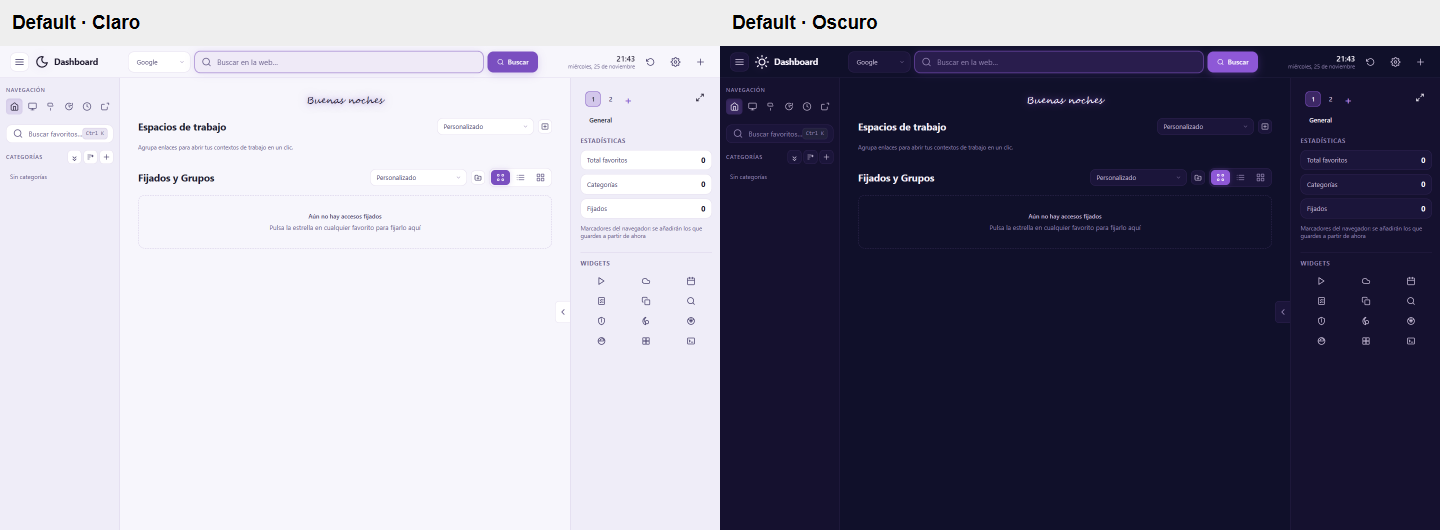 Default · Claro
Dashboard
Google
Buscar en la web...
Buscar
21:43
miércoles, 25 de noviembre
NAVEGACIÓN
Buscar favoritos...
Ctrl K
CATEGORÍAS
Sin categorías
Buenas noches
Espacios de trabajo
Personalizado
Agrupa enlaces para abrir tus contextos de trabajo en un clic.
Fijados y Grupos
Personalizado
Aún no hay accesos fijados
Pulsa la estrella en cualquier favorito para fijarlo aquí
1
2
+
General
ESTADÍSTICAS
Total favoritos 0
Categorías 0
Fijados 0
Marcadores del navegador: se añadirán los que
guardes a partir de ahora
WIDGETS
Default · Oscuro
Dashboard
Google
Buscar en la web...
Buscar
21:43
miércoles, 25 de noviembre
NAVEGACIÓN
Buscar favoritos...
Ctrl K
CATEGORÍAS
Sin categorías
Buenas noches
Espacios de trabajo
Personalizado
Agrupa enlaces para abrir tus contextos de trabajo en un clic.
Fijados y Grupos
Personalizado
Aún no hay accesos fijados
Pulsa la estrella en cualquier favorito para fijarlo aquí
1
2
+
General
ESTADÍSTICAS
Total favoritos 0
Categorías 0
Fijados 0
Marcadores del navegador: se añadirán los que
guardes a partir de ahora
WIDGETS